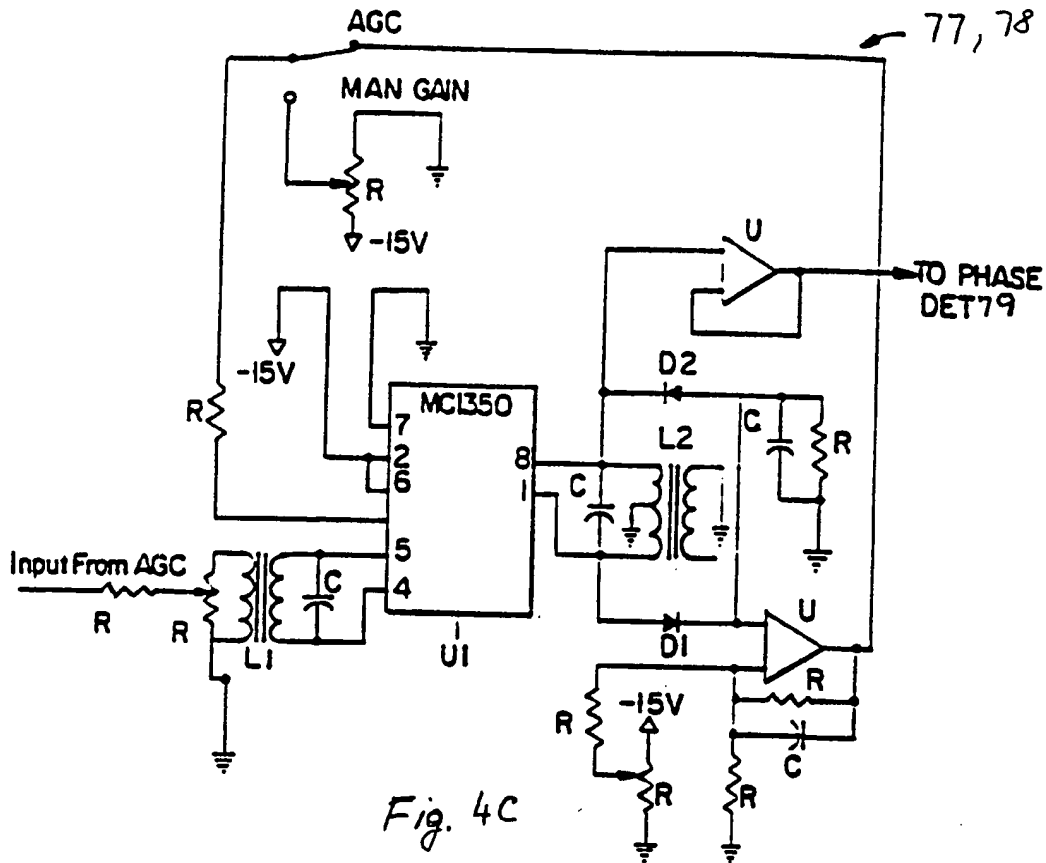 AGC
77, 78
MAN GAIN
R
-15V
U
TO PHASE
DET79
-15V
D2
R
MC1350
7
2
6
8
1
5
4
C
L2
C
R
Input From AGC
R
R
L1
C
U1
D1
U
R
-15V
R
R
C
R
Fig. 4C